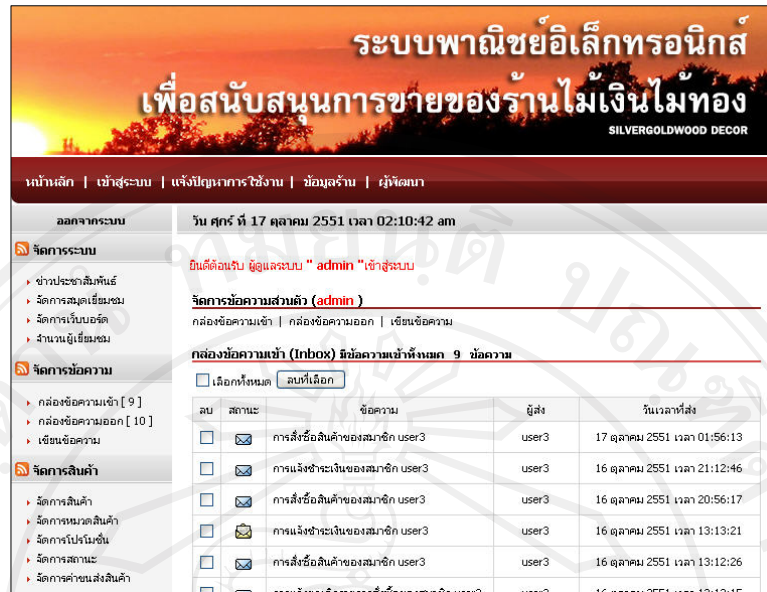 ระบบพาณิชย์อิเล็กทรอนิกส์
เพื่อสนับสนุนการขายของร้านไม้เงินไม้ทอง
SILVERGOLDWOOD DECOR
หน้าหลัก | เข้าสู่ระบบ | แจ้งปัญหาการใช้งาน | ข้อมูลร้าน | ผู้พัฒนา
ออกจากระบบ
จัดการระบบ
ข่าวประชาสัมพันธ์
จัดการสมุดเยี่ยมชม
จัดการเว็บบอร์ด
จำนวนผู้เยี่ยมชม
จัดการข้อความ
กล่องข้อความเข้า [ 9 ]
กล่องข้อความออก [ 10 ]
เขียนข้อความ
จัดการสินค้า
จัดการสินค้า
จัดการหมวดสินค้า
จัดการโปรโมชั่น
จัดการสถานะ
จัดการค่าขนส่งสินค้า
วัน ศุกร์ ที่ 17 ตุลาคม 2551 เวลา 02:10:42 am
ยินดีต้อนรับ ผู้ดูแลระบบ " admin "เข้าสู่ระบบ
จัดการข้อความส่วนตัว (admin )
กล่องข้อความเข้า | กล่องข้อความออก | เขียนข้อความ
กล่องข้อความเข้า (Inbox) มีข้อความเข้าทั้งหมด 9 ข้อความ
เลือกทั้งหมด ลบที่เลือก
ลบ สถานะ ข้อความ ผู้ส่ง วันเวลาที่ส่ง
การสั่งซื้อสินค้าของสมาชิก user3 user3 17 ตุลาคม 2551 เวลา 01:56:13
การแจ้งชำระเงินของสมาชิก user3 user3 16 ตุลาคม 2551 เวลา 21:12:46
การสั่งซื้อสินค้าของสมาชิก user3 user3 16 ตุลาคม 2551 เวลา 20:56:17
การแจ้งชำระเงินของสมาชิก user3 user3 16 ตุลาคม 2551 เวลา 13:13:21
การสั่งซื้อสินค้าของสมาชิก user3 user3 16 ตุลาคม 2551 เวลา 13:12:26